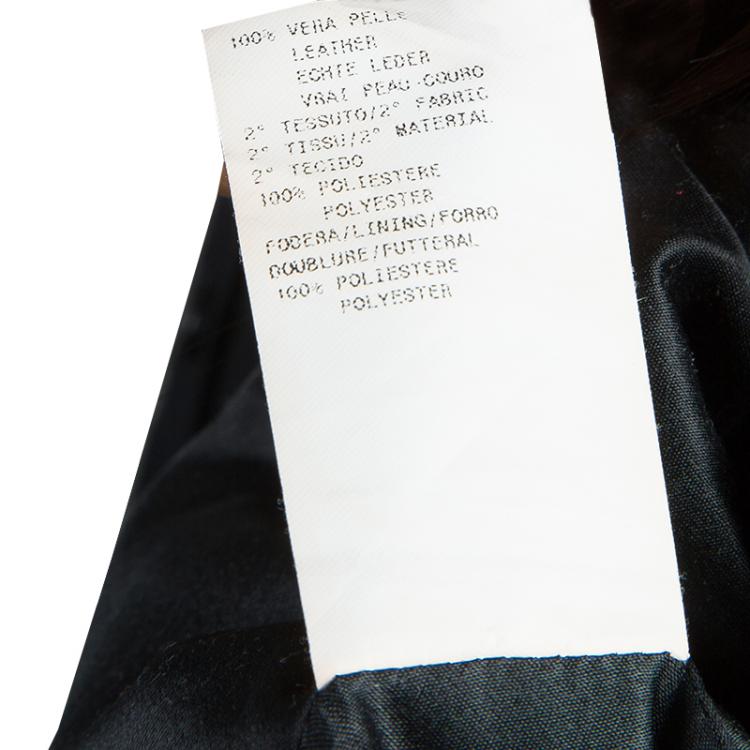 100% VERA PELLE
LEATHER
ECHTE LEDER
VRAI PEAU-COURO
2° TESSUTO/2° FABRIC
2° TISSU/2° MATERIAL
2° TECIDO
100% POLIESTERE
POLYESTER
FODERA/LINING/FORRO
DOUBLURE/FUTTERAL
100% POLIESTERE
POLYESTER